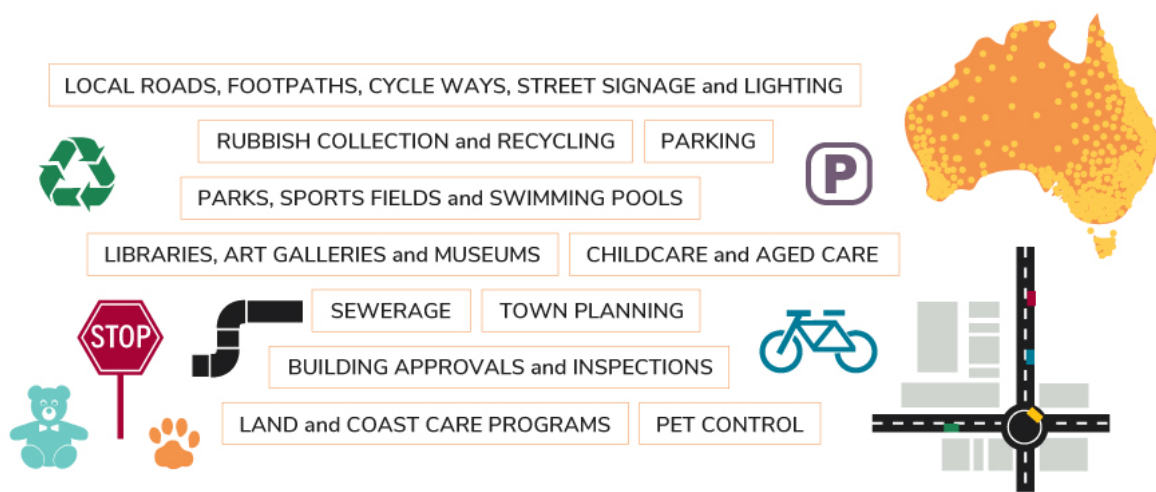 LOCAL ROADS, FOOTPATHS, CYCLE WAYS, STREET SIGNAGE and LIGHTING
RUBBISH COLLECTION and RECYCLING
PARKING
P
PARKS, SPORTS FIELDS and SWIMMING POOLS
LIBRARIES, ART GALLERIES and MUSEUMS
CHILDCARE and AGED CARE
STOP
SEWERAGE
TOWN PLANNING
BUILDING APPROVALS and INSPECTIONS
LAND and COAST CARE PROGRAMS
PET CONTROL